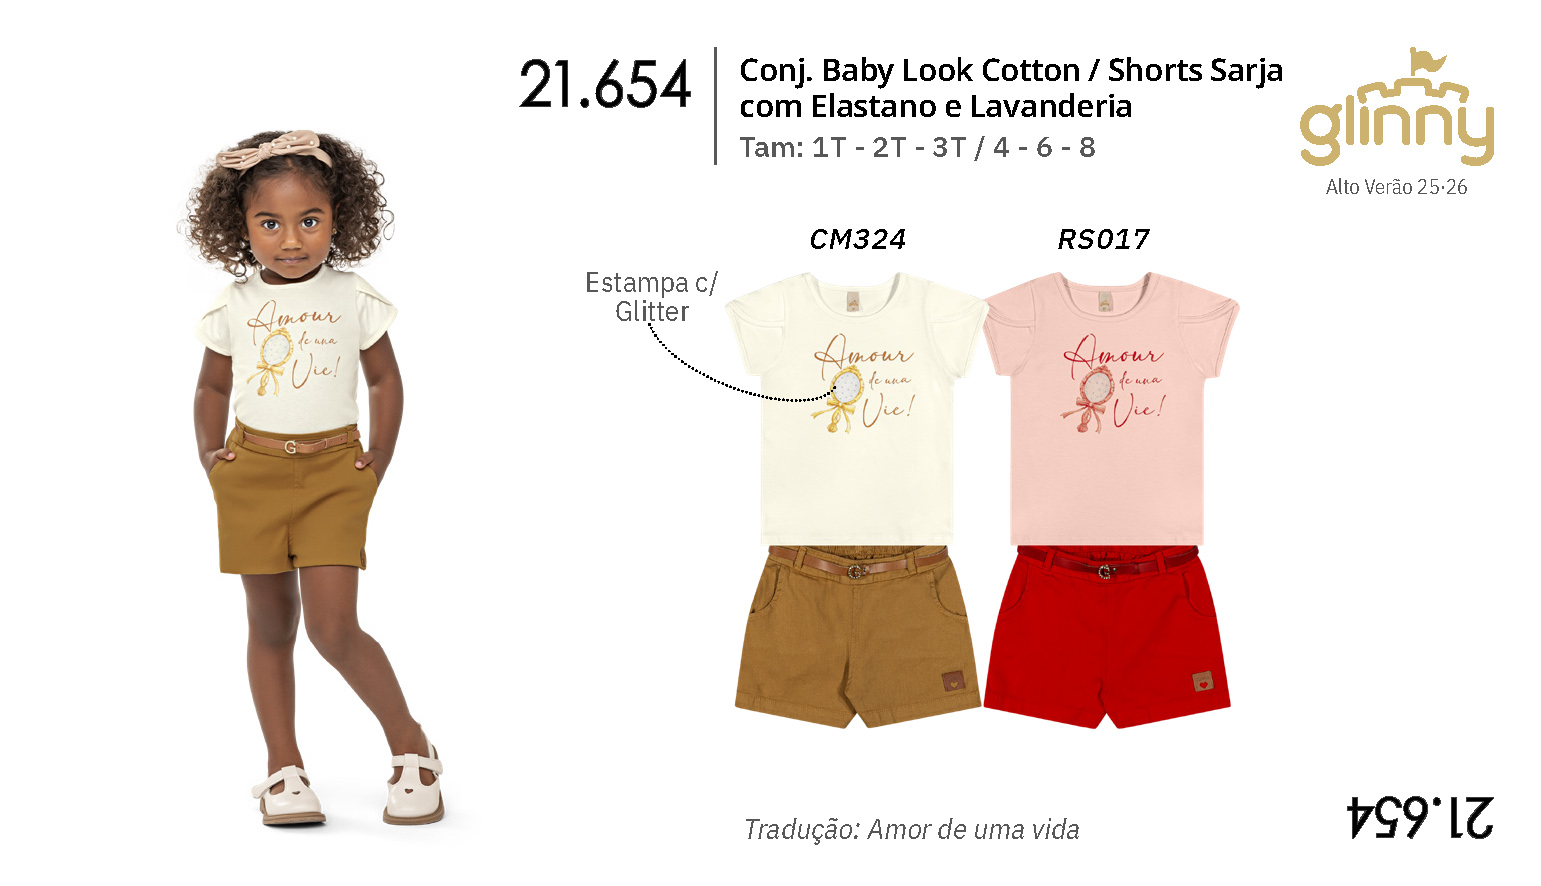 21.654
Conj. Baby Look Cotton / Shorts Sarja
com Elastano e Lavanderia
Tam: 1T - 2T - 3T / 4 - 6 - 8
glinny
Alto Verão 25·26
CM324
RS017
Estampa c/
Glitter
Amour
de una
Vie!
G
Amour
de una
Vie!
G
Amour
de una
Vie!
G
Tradução: Amor de uma vida
21.654